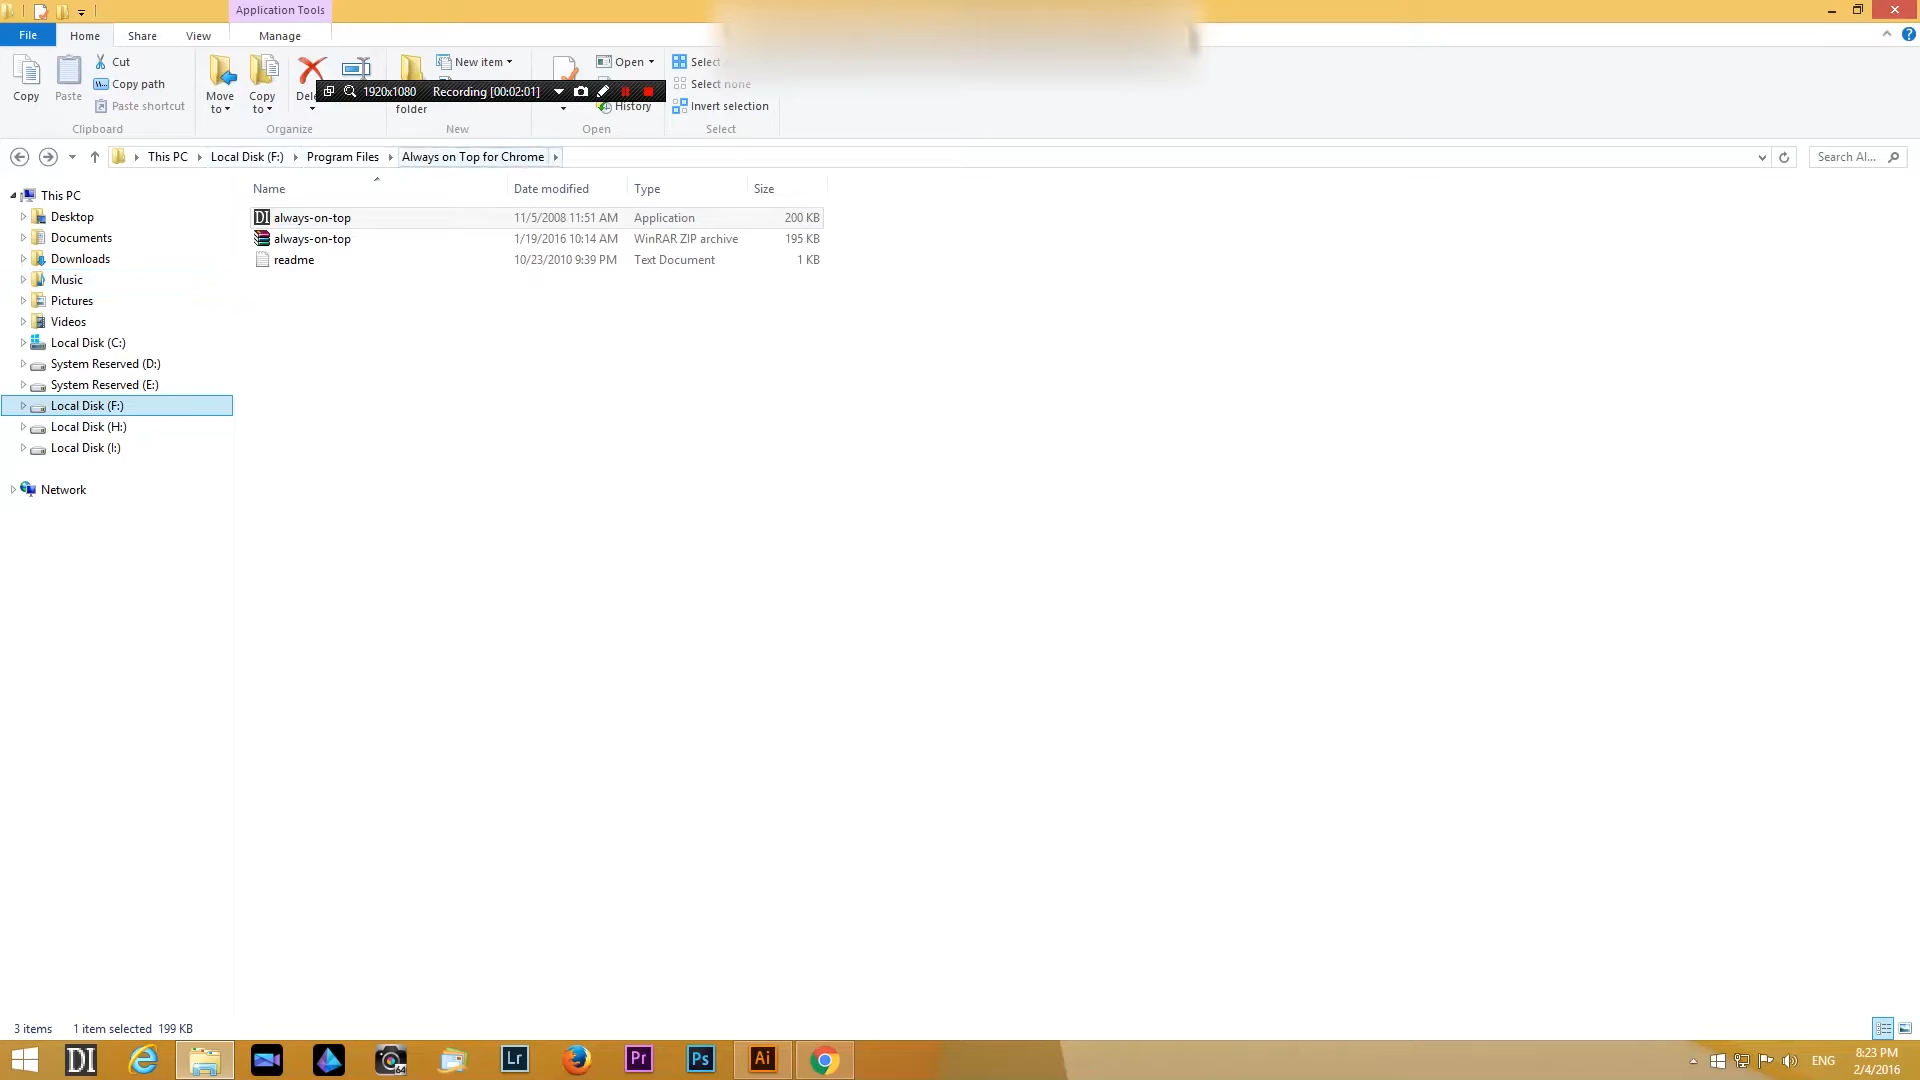 Application Tools
File Home Share View Manage
Copy
Paste
Cut
Copy path
Paste shortcut
Clipboard
Move to
Copy to
Organize
1920x1080 Recording [00:02:01]
folder
New item
New
Open
History
Open
Select
Select none
Invert selection
Select
This PC Local Disk (F:) Program Files Always on Top for Chrome
Search Al...
Name Date modified Type Size
always-on-top 11/5/2008 11:51 AM Application 200 KB
always-on-top 1/19/2016 10:14 AM WinRAR ZIP archive 195 KB
readme 10/23/2010 9:39 PM Text Document 1 KB
This PC
Desktop
Documents
Downloads
Music
Pictures
Videos
Local Disk (C:)
System Reserved (D:)
System Reserved (E:)
Local Disk (F:)
Local Disk (H:)
Local Disk (I:)
Network
3 items 1 item selected 199 KB
DI
64
Lr
Pr
Ps
Ai
ENG
8:23 PM
2/4/2016